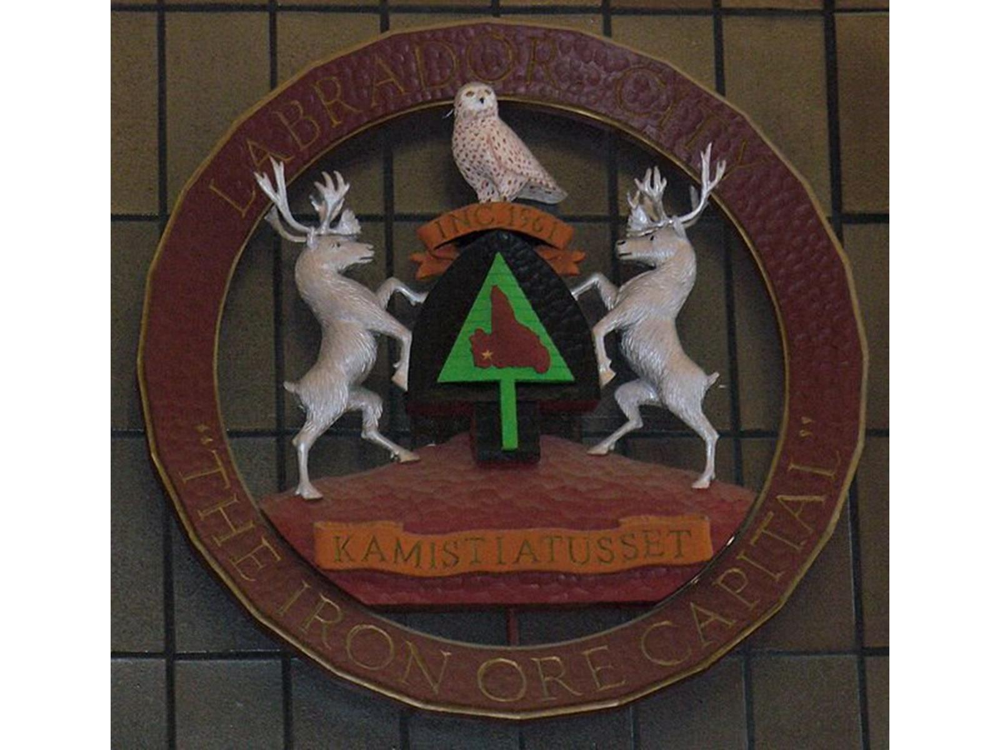 LABRADOR CITY
INC 1961
KAMISTIATUSSET
"THE IRON ORE CAPITAL"